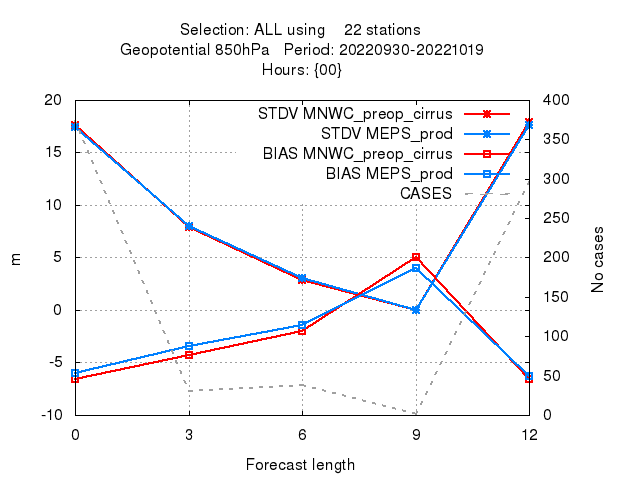 Selection: ALL using    22 stations
Geopotential 850hPa   Period: 20220930-20221019
Hours: {00}
STDV MNWC_preop_cirrus
STDV MEPS_prod
BIAS MNWC_preop_cirrus
BIAS MEPS_prod
CASES
20
15
10
5
0
-5
-10
m
400
350
300
250
200
150
100
50
0
No cases
0 3 6 9 12
Forecast length